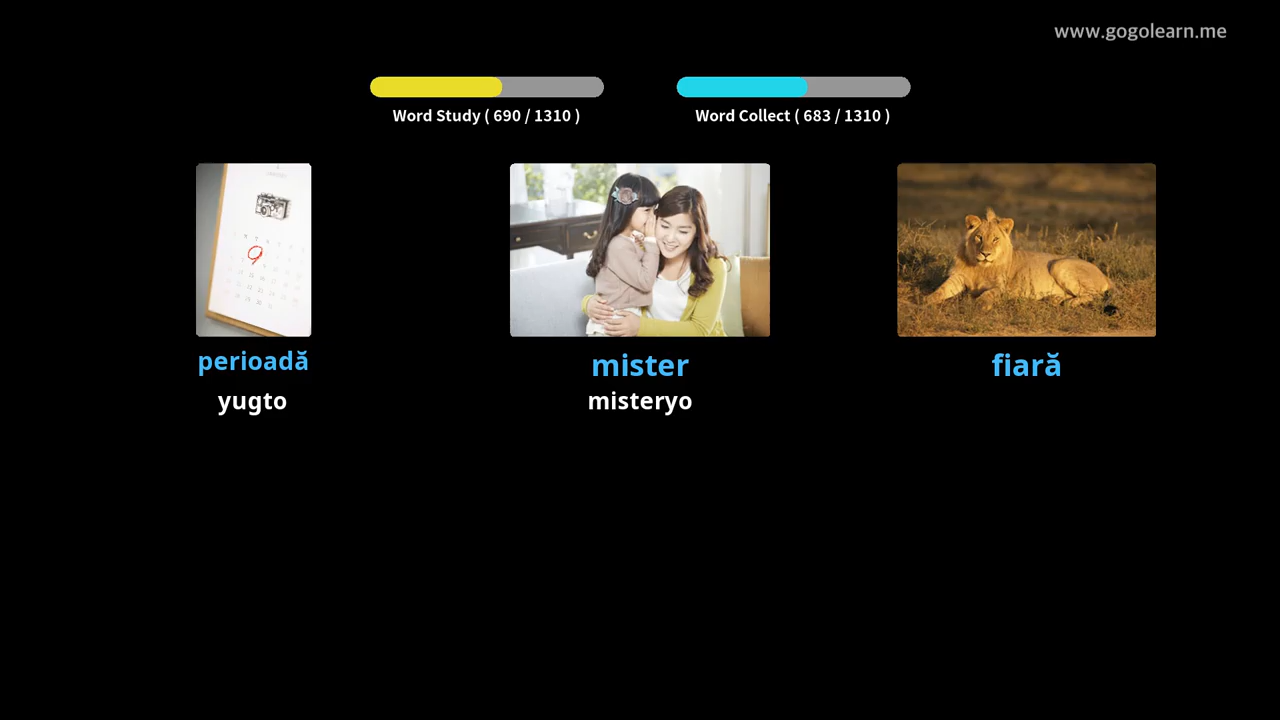 www.gogolearn.me
Word Study ( 690 / 1310 )
Word Collect ( 683 / 1310 )
perioadă
yugto
mister
misteryo
fiară